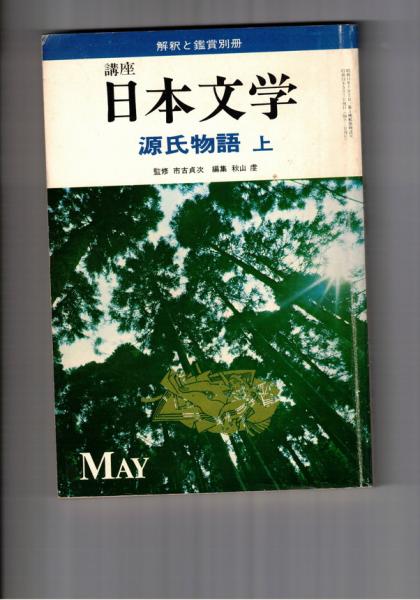 解釈と鑑賞別冊
講座
日本文学
源氏物語 上
監修 市古貞次 編集 秋山 虔
MAY